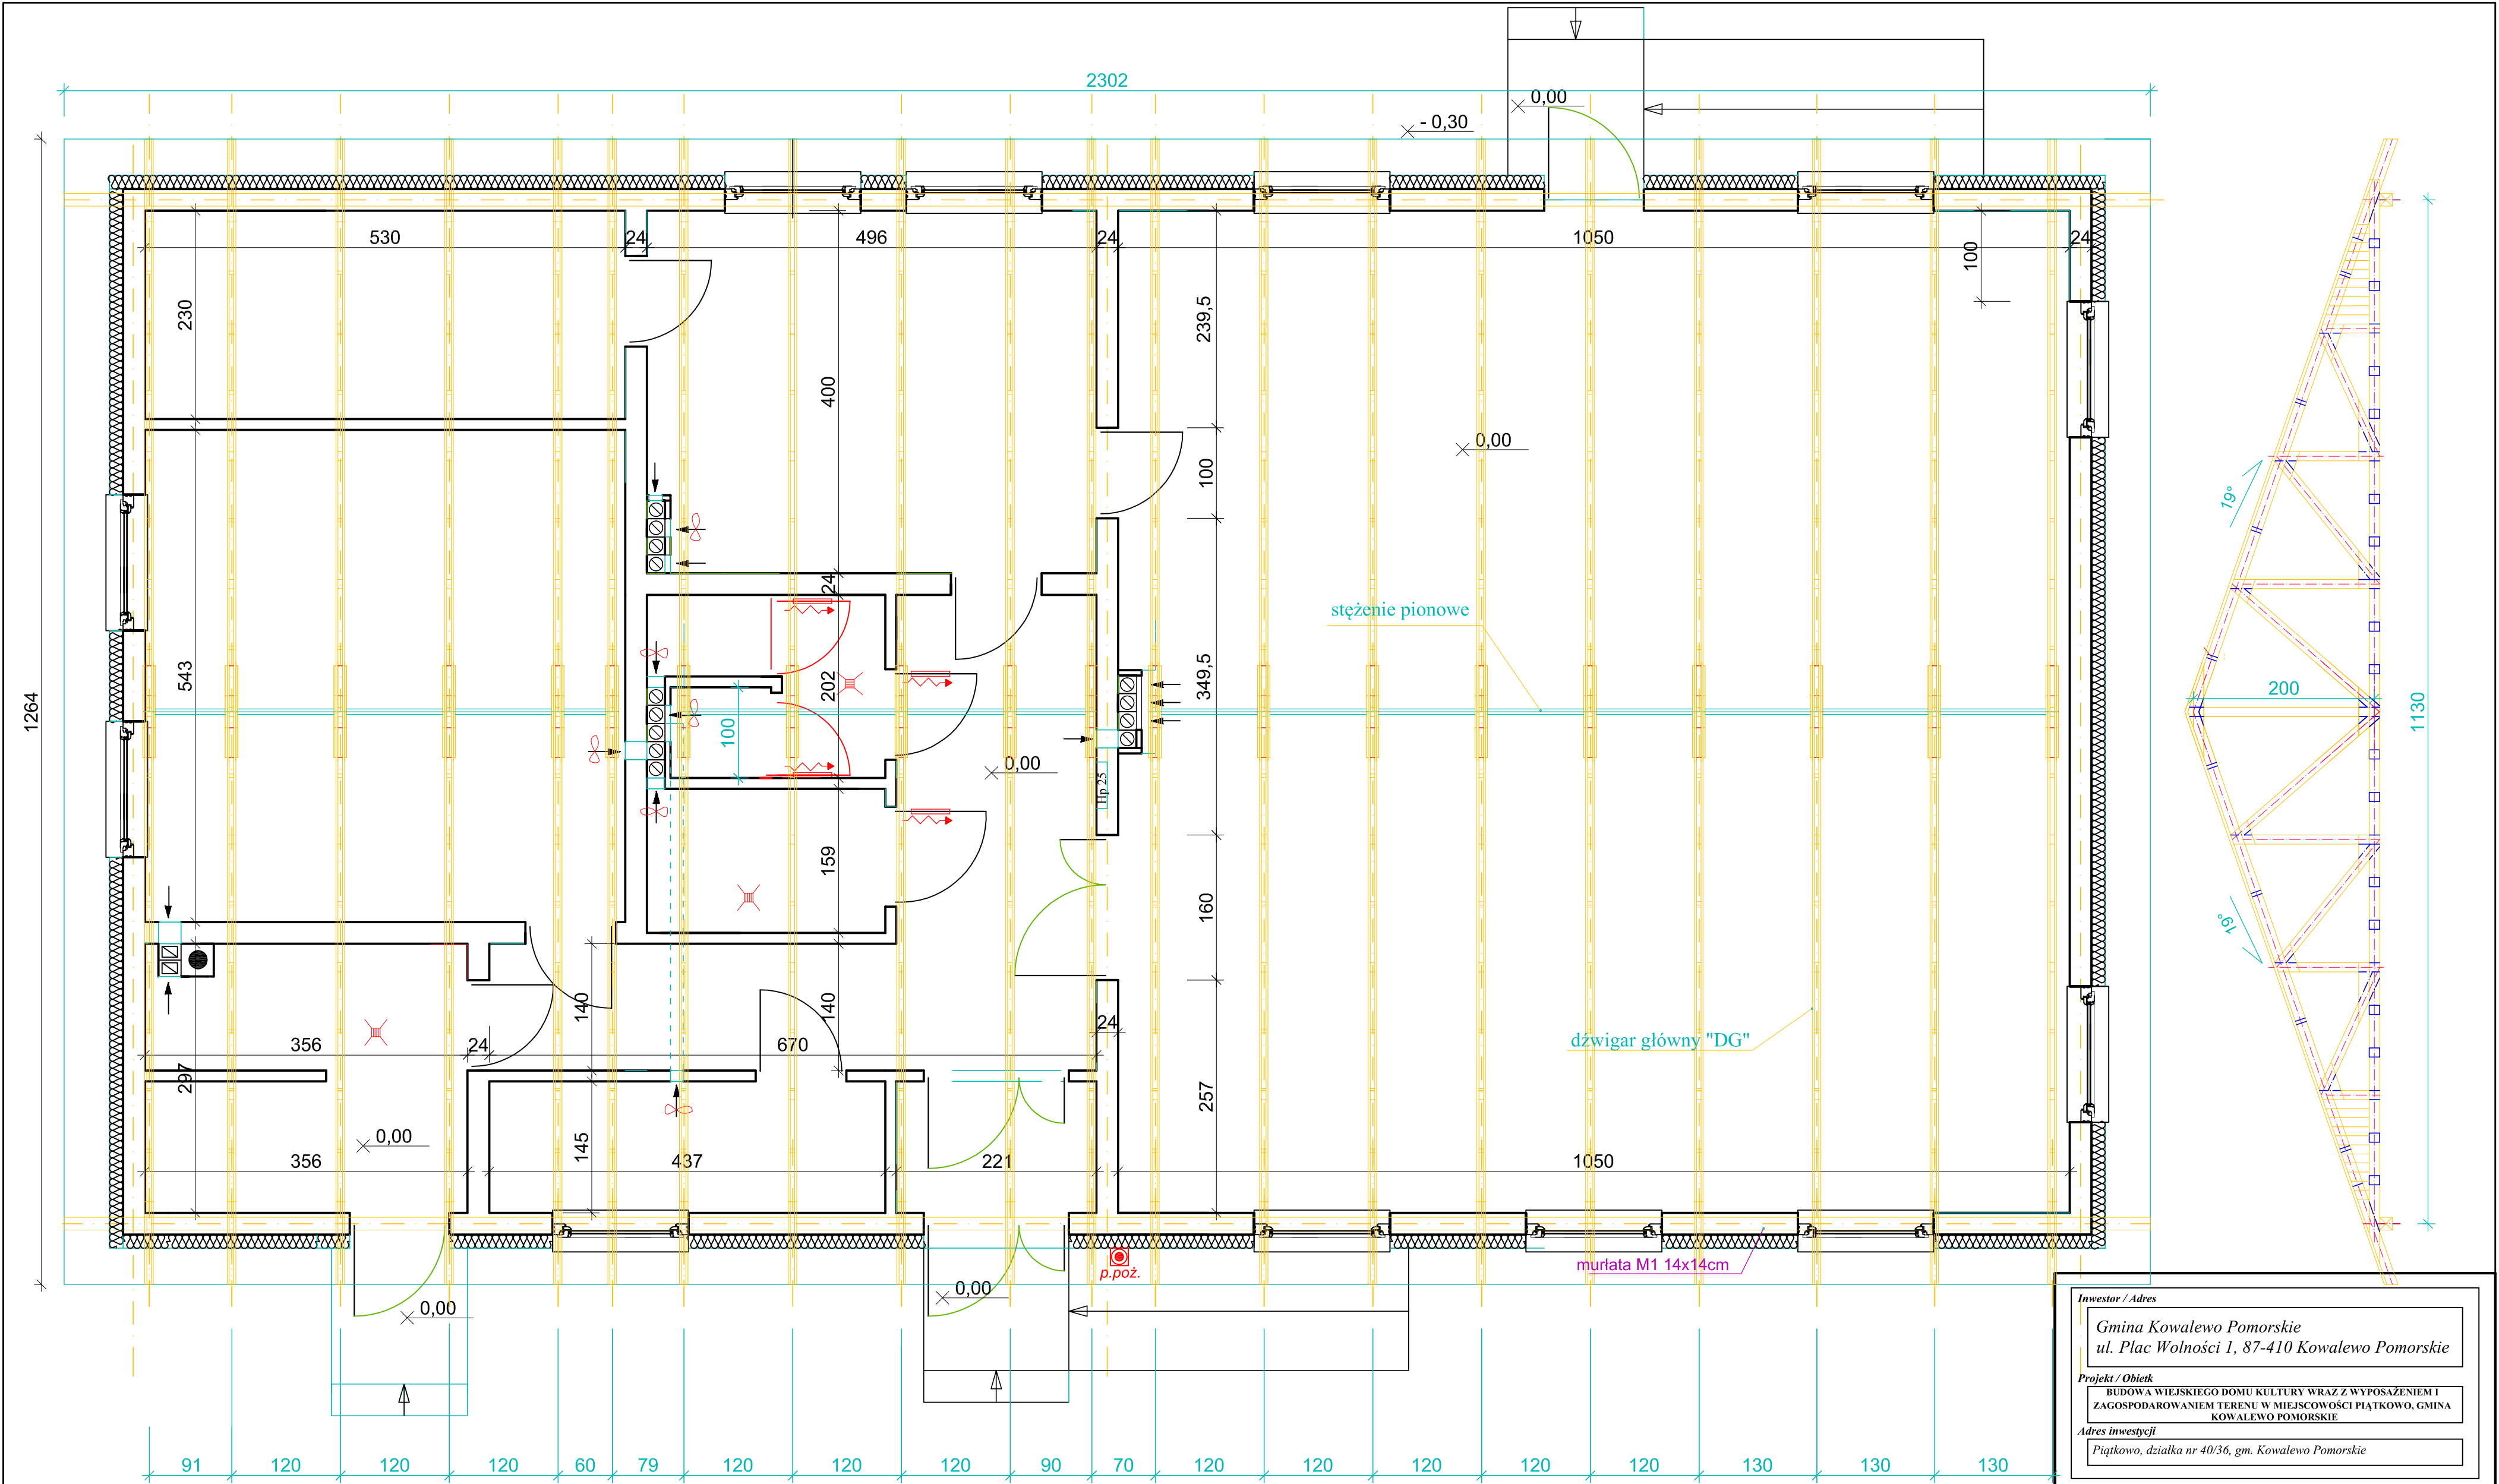 2302
0,00
- 0,30
530
24
496
24
1050
24
100
230
239,5
400
100
0,00
19°
stężenie pionowe
24
543
202
349,5
1264
200
1130
100
0,00
Hp 25
159
160
19°
140
140
24
356
24
670
dźwigar główny "DG"
297
257
0,00
145
356
437
221
1050
murłata M1 14x14cm
p.poż.
0,00
0,00
Inwestor / Adres
Gmina Kowalewo Pomorskie
ul. Plac Wolności 1, 87-410 Kowalewo Pomorskie
Projekt / Obietk
BUDOWA WIEJSKIEGO DOMU KULTURY WRAZ Z WYPOSAŻENIEM I
ZAGOSPODAROWANIEM TERENU W MIEJSCOWOŚCI PIĄTKOWO, GMINA
KOWALEWO POMORSKIE
Adres inwestycji
Piątkowo, działka nr 40/36, gm. Kowalewo Pomorskie
91 120 120 120 60 79 120 120 120 90 70 120 120 120 120 120 130 130 130